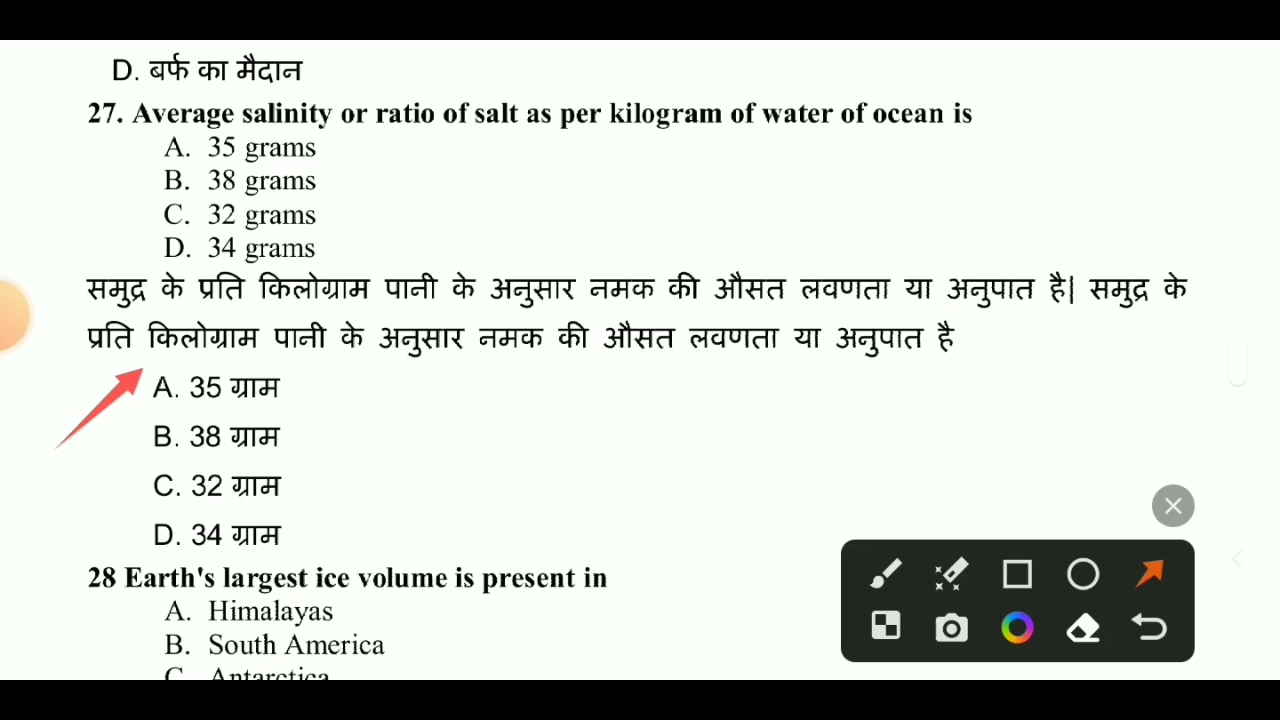 D. बर्फ का मैदान
27. Average salinity or ratio of salt as per kilogram of water of ocean is
A. 35 grams
B. 38 grams
C. 32 grams
D. 34 grams
समुद्र के प्रति किलोग्राम पानी के अनुसार नमक की औसत लवणता या अनुपात है| समुद्र के
प्रति किलोग्राम पानी के अनुसार नमक की औसत लवणता या अनुपात है
A. 35 ग्राम
B. 38 ग्राम
C. 32 ग्राम
D. 34 ग्राम
28 Earth's largest ice volume is present in
A. Himalayas
B. South America
C. Antarctica